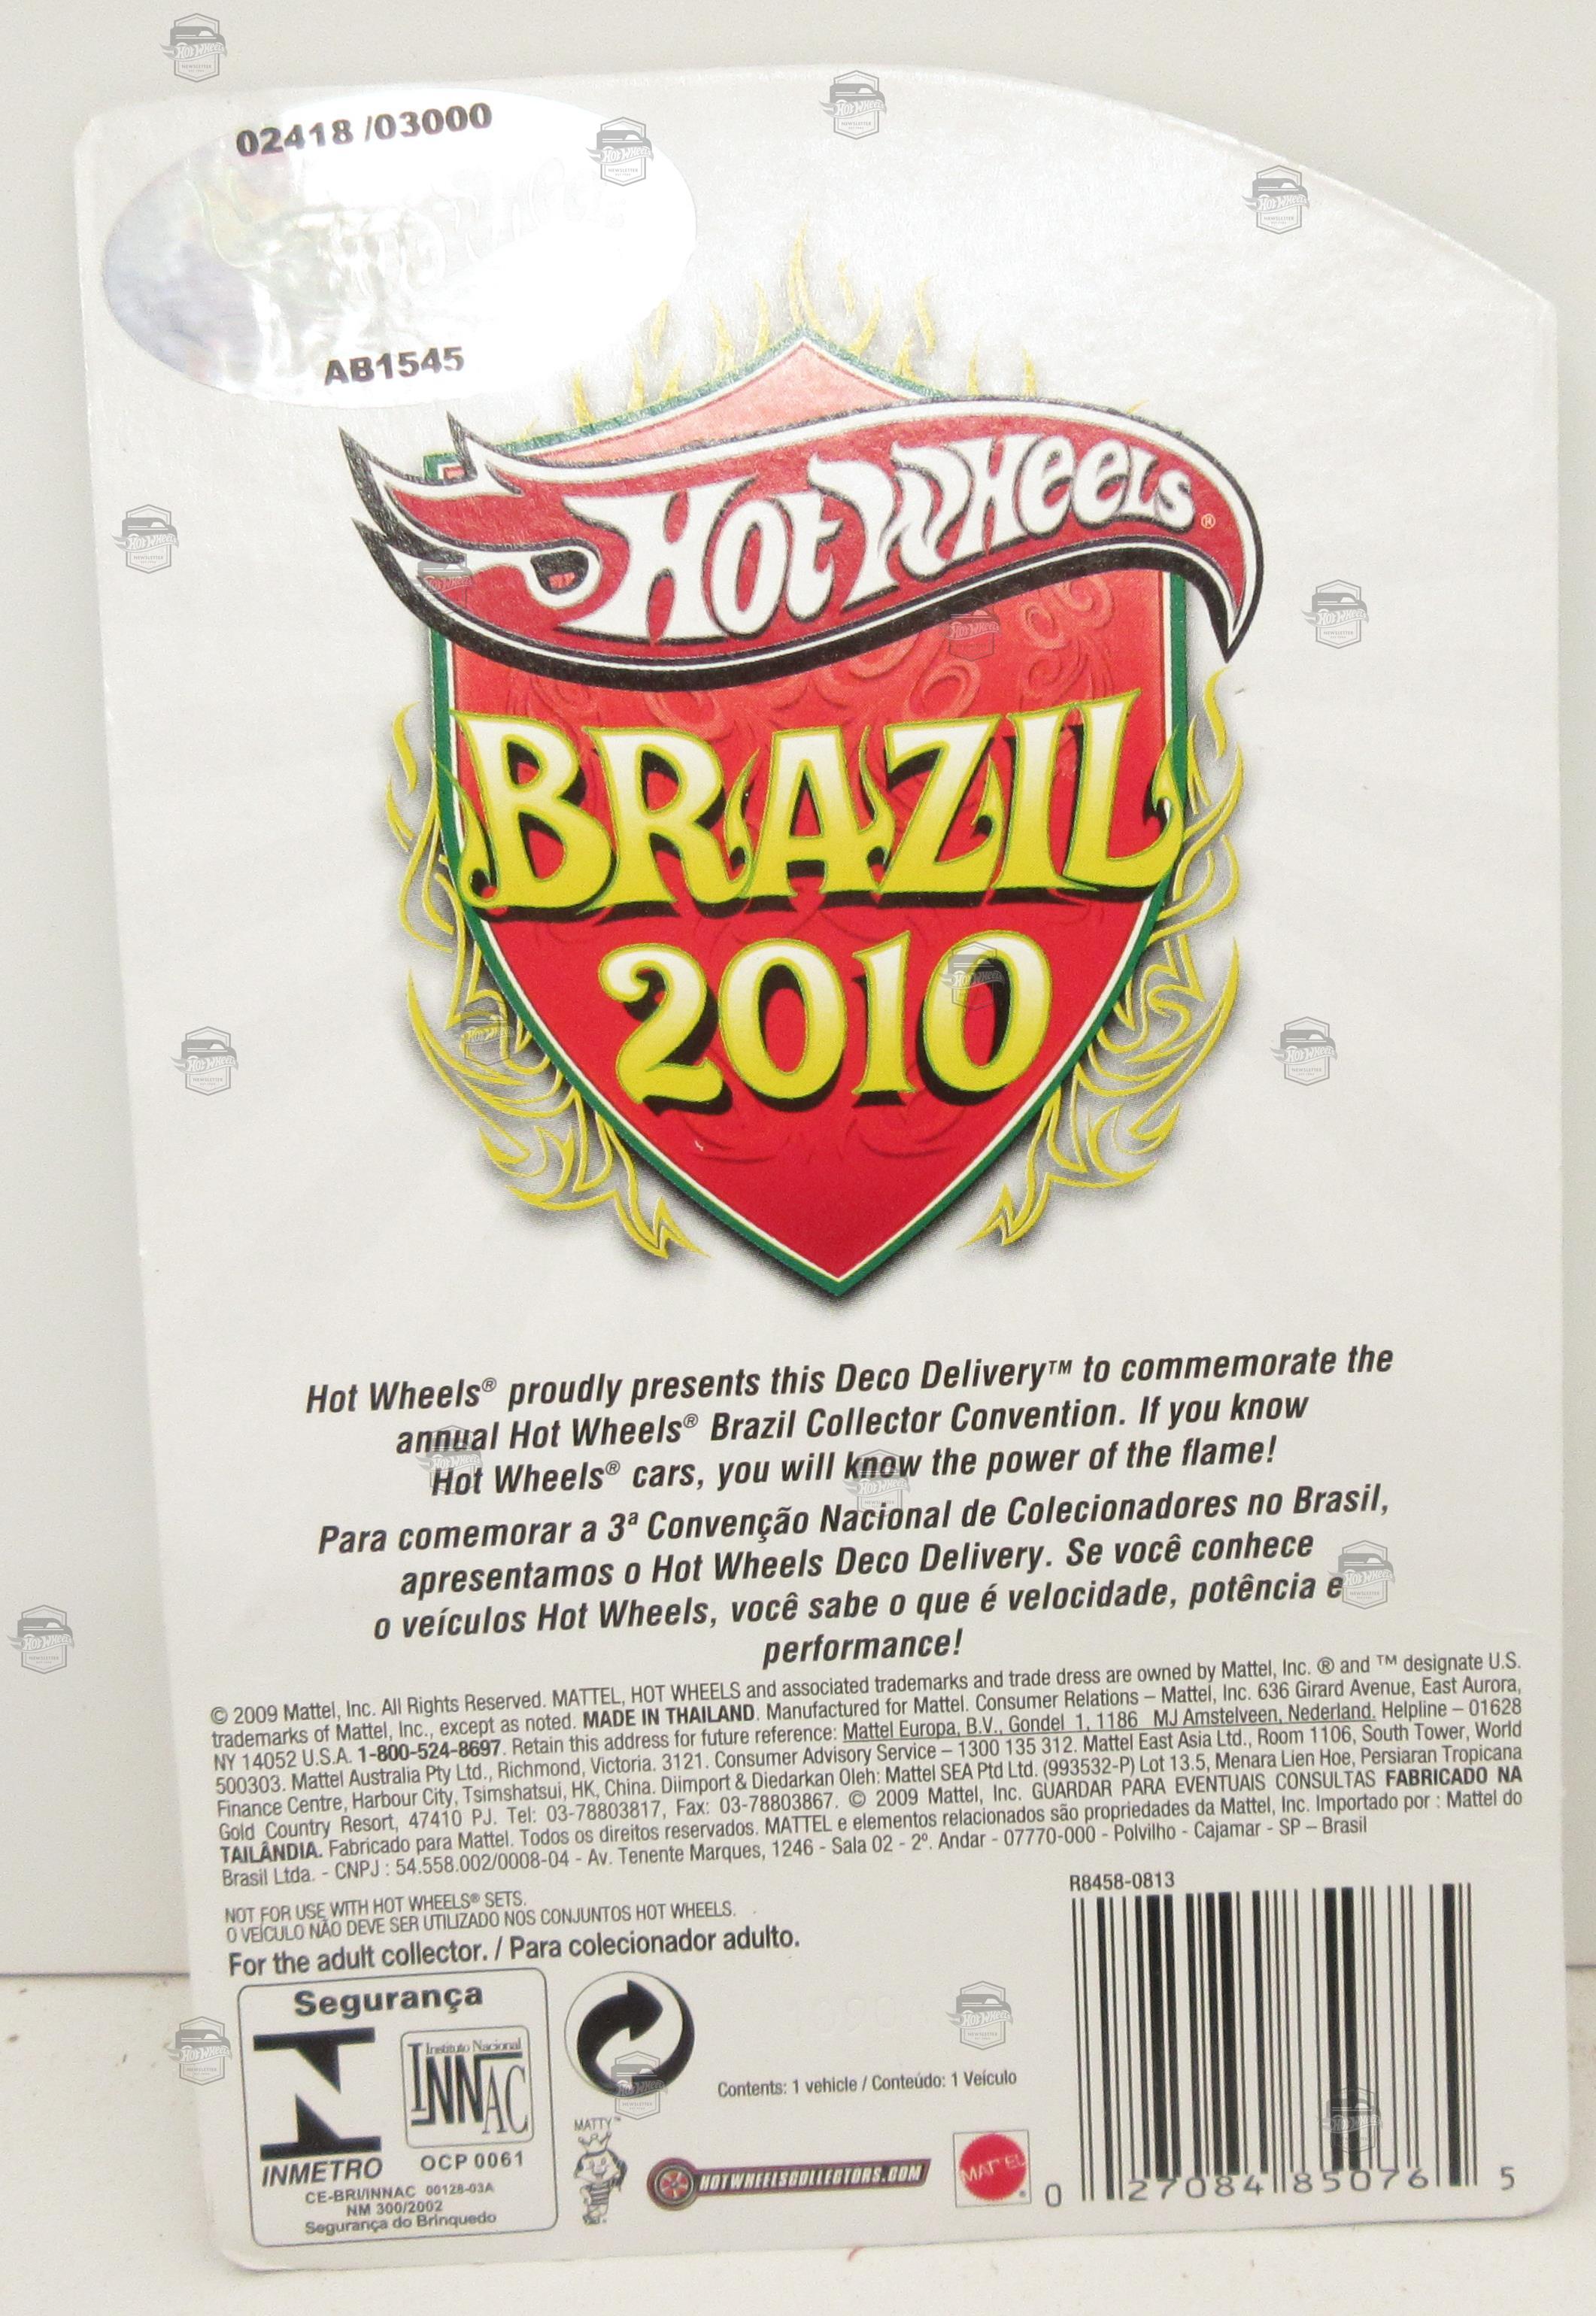 02418 /03000
AB1545
Hot Wheels®
BRAZIL
2010
Hot Wheels® proudly presents this Deco Delivery™ to commemorate the
annual Hot Wheels® Brazil Collector Convention. If you know
Hot Wheels® cars, you will know the power of the flame!
Para comemorar a 3ª Convenção Nacional de Colecionadores no Brasil,
apresentamos o Hot Wheels Deco Delivery. Se você conhece
o veículos Hot Wheels, você sabe o que é velocidade, potência e
performance!
© 2009 Mattel, Inc. All Rights Reserved. MATTEL, HOT WHEELS and associated trademarks and trade dress are owned by Mattel, Inc. ® and ™ designate U.S.
trademarks of Mattel, Inc., except as noted. MADE IN THAILAND. Manufactured for Mattel. Consumer Relations – Mattel, Inc. 636 Girard Avenue, East Aurora,
NY 14052 U.S.A. 1-800-524-8697. Retain this address for future reference: Mattel Europa, B.V., Gondel 1, 1186 MJ Amstelveen, Nederland. Helpline – 01628
500303. Mattel Australia Pty Ltd., Richmond, Victoria. 3121. Consumer Advisory Service – 1300 135 312. Mattel East Asia Ltd., Room 1106, South Tower, World
Finance Centre, Harbour City, Tsimshatsui, HK, China. Diimport & Diedarkan Oleh: Mattel SEA Ptd Ltd. (993532-P) Lot 13.5, Menara Lien Hoe, Persiaran Tropicana
Gold Country Resort, 47410 PJ. Tel: 03-78803817, Fax: 03-78803867. © 2009 Mattel, Inc. GUARDAR PARA EVENTUAIS CONSULTAS FABRICADO NA
TAILÂNDIA. Fabricado para Mattel. Todos os direitos reservados. MATTEL e elementos relacionados são propriedades da Mattel, Inc. Importado por : Mattel do
Brasil Ltda. - CNPJ : 54.558.002/0008-04 - Av. Tenente Marques, 1246 - Sala 02 - 2º. Andar - 07770-000 - Polvilho - Cajamar - SP – Brasil
R8458-0813
NOT FOR USE WITH HOT WHEELS® SETS.
O VEÍCULO NÃO DEVE SER UTILIZADO NOS CONJUNTOS HOT WHEELS.
For the adult collector. / Para colecionador adulto.
Segurança
Instituto Nacional
INNAC
INMETRO
OCP 0061
CE-BRI/INNAC 00128-03A
NM 300/2002
Segurança do Brinquedo
Contents: 1 vehicle / Conteúdo: 1 Veículo
MATTY™
HOTWHEELSCOLLECTORS.COM
MATTEL
0 27084 85076 5